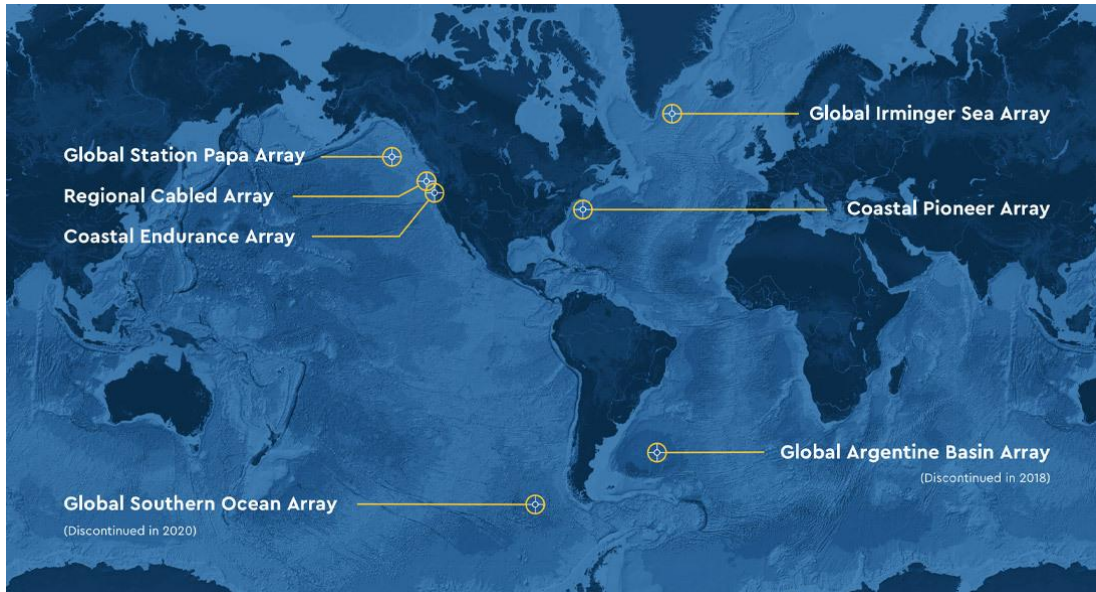 Global Irminger Sea Array
Global Station Papa Array
Regional Cabled Array
Coastal Pioneer Array
Coastal Endurance Array
Global Argentine Basin Array
(Discontinued in 2018)
Global Southern Ocean Array
(Discontinued in 2020)